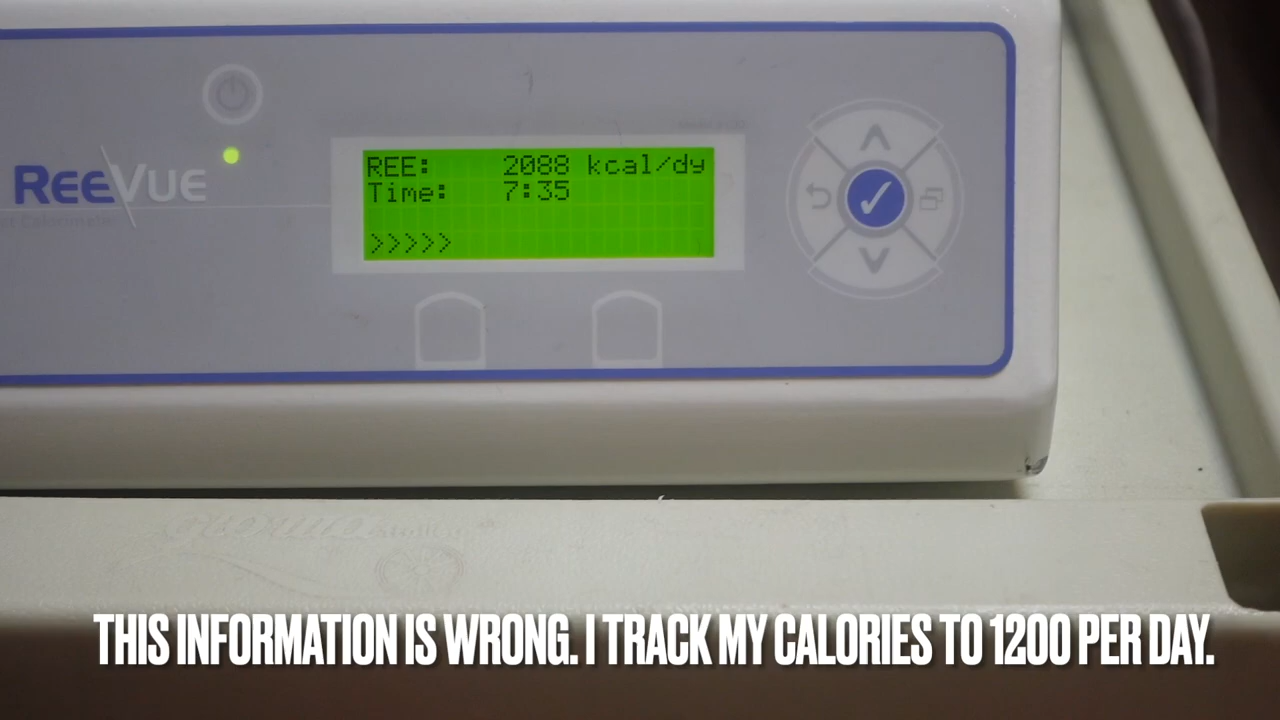 REEVUE
REE: 2088 kcal/dy
Time: 7:35
>>>>>
THIS INFORMATION IS WRONG. I TRACK MY CALORIES TO 1200 PER DAY.